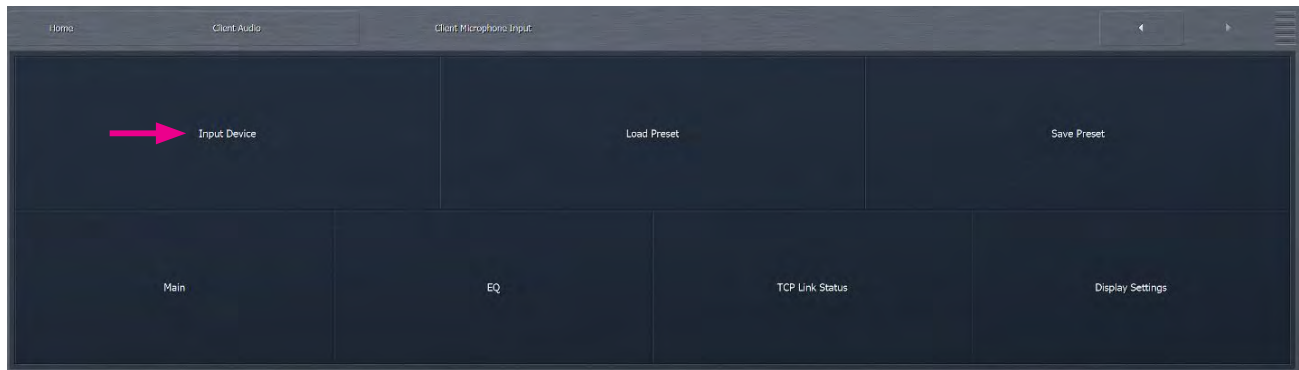 Home Client Audio Client Microphone Input
Input Device Load Preset Save Preset
Main EQ TCP Link Status Display Settings